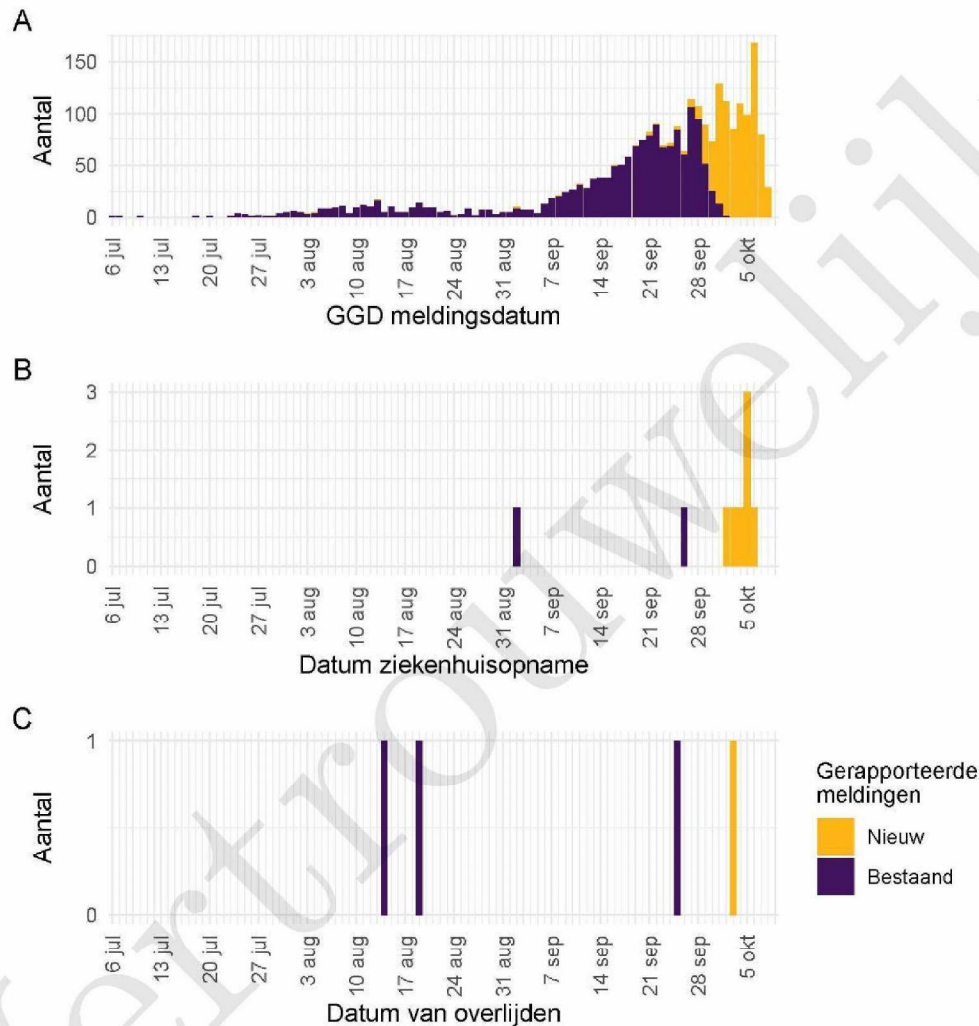 A
150
100
50
0
Aantal
6 jul
13 jul
20 jul
27 jul
3 aug
10 aug
17 aug
24 aug
31 aug
7 sep
14 sep
21 sep
28 sep
5 okt
GGD meldingsdatum
B
3
2
1
0
Aantal
6 jul
13 jul
20 jul
27 jul
3 aug
10 aug
17 aug
24 aug
31 aug
7 sep
14 sep
21 sep
28 sep
5 okt
Datum ziekenhuisopname
C
1
0
Aantal
6 jul
13 jul
20 jul
27 jul
3 aug
10 aug
17 aug
24 aug
31 aug
7 sep
14 sep
21 sep
28 sep
5 okt
Datum van overlijden
Gerapporteerde
meldingen
Nieuw
Bestaand